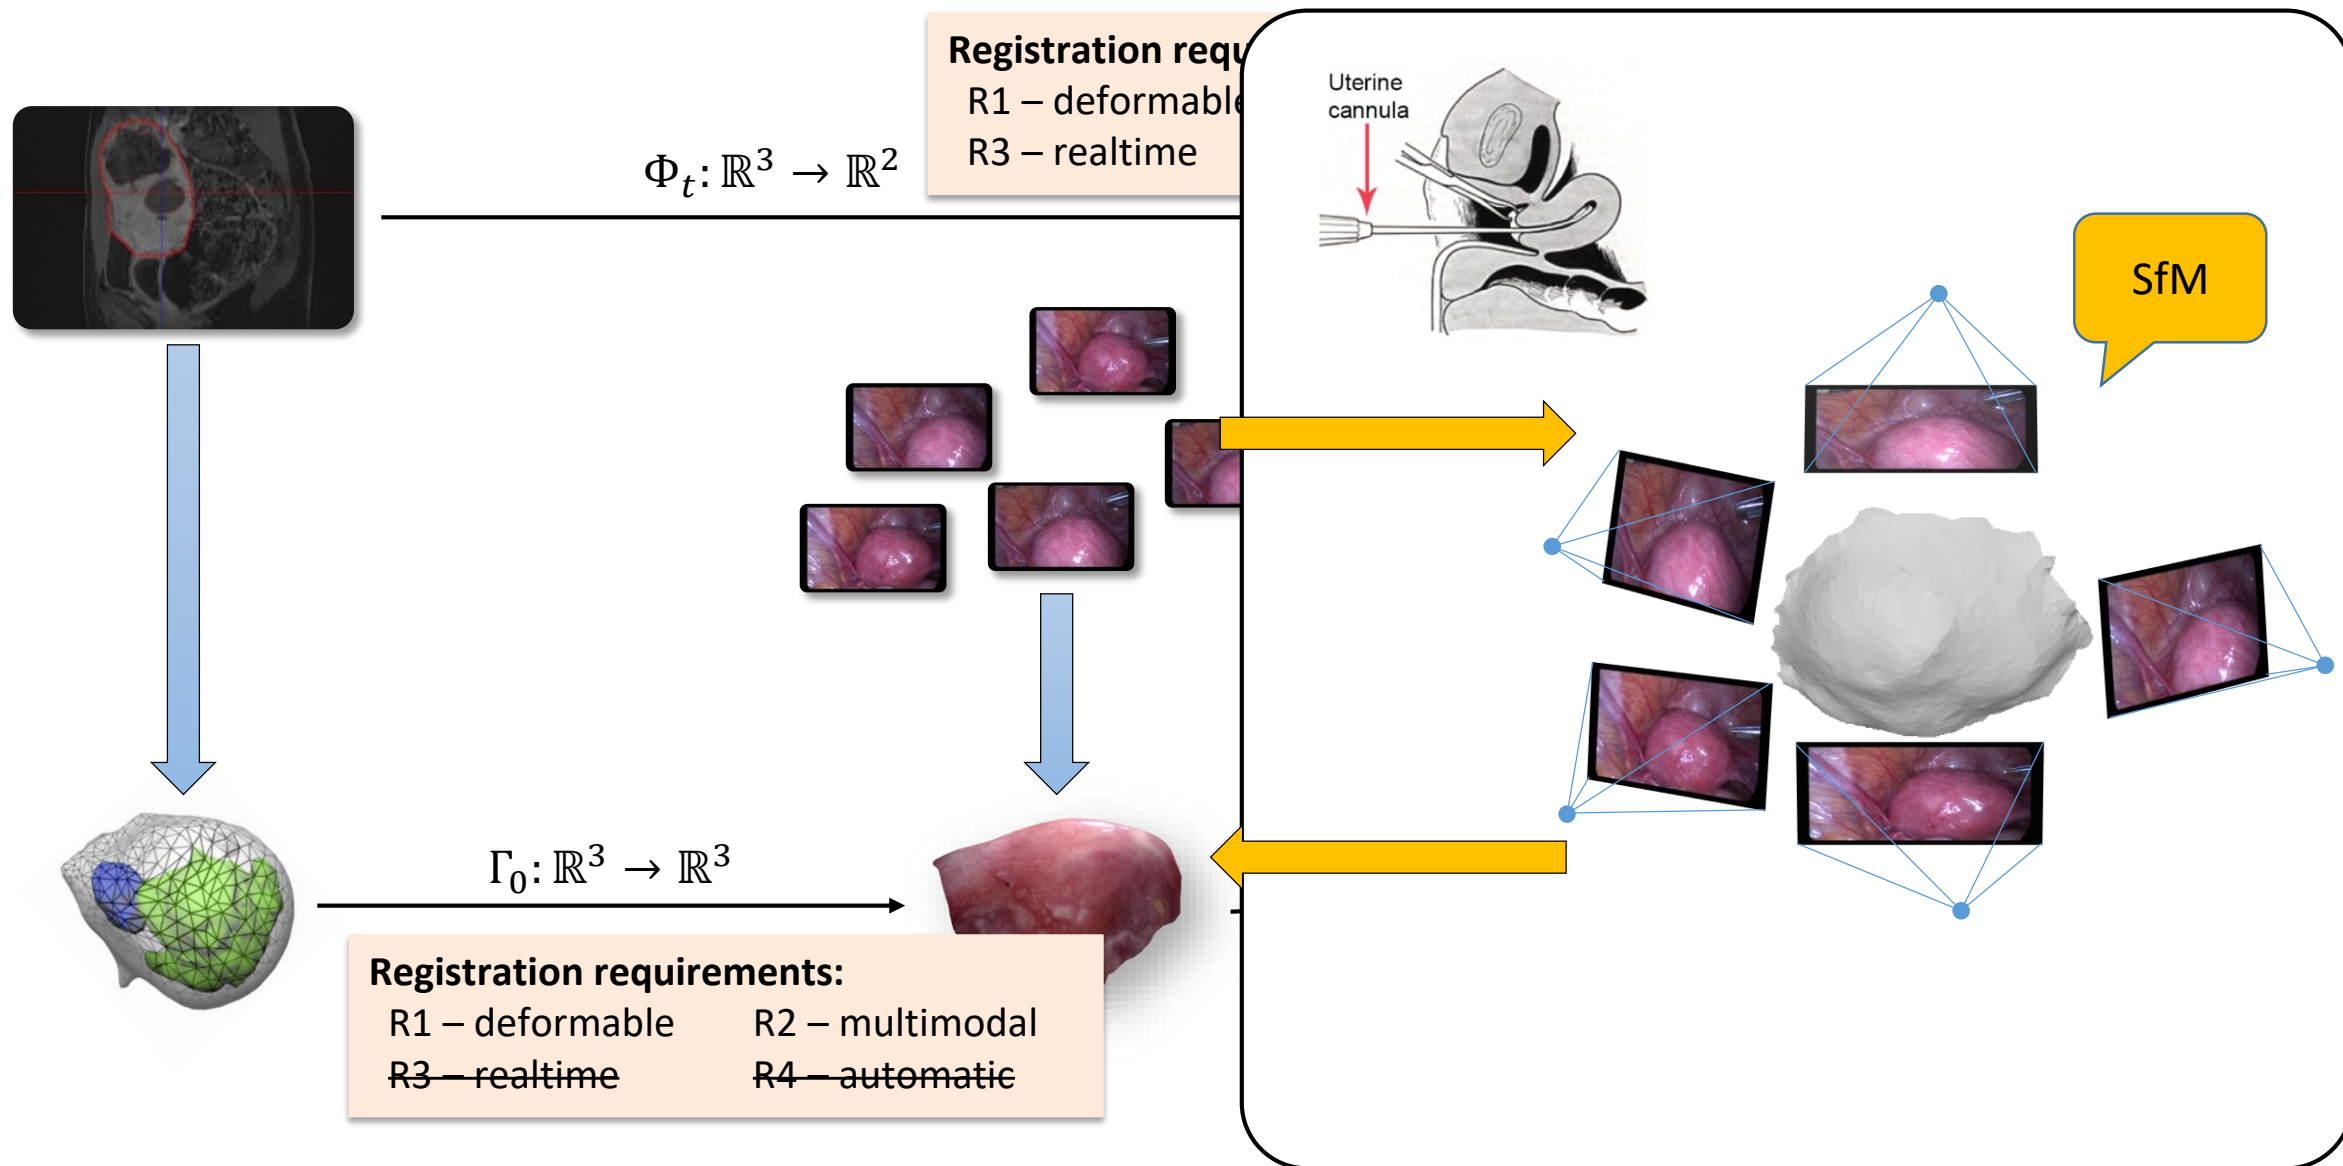 Registration requ
R1 – deformable
R3 – realtime
Φₜ: ℝ³ → ℝ²
Uterine
cannula
SfM
Γ₀: ℝ³ → ℝ³
Registration requirements:
R1 – deformable R2 – multimodal
R3 – realtime R4 – automatic